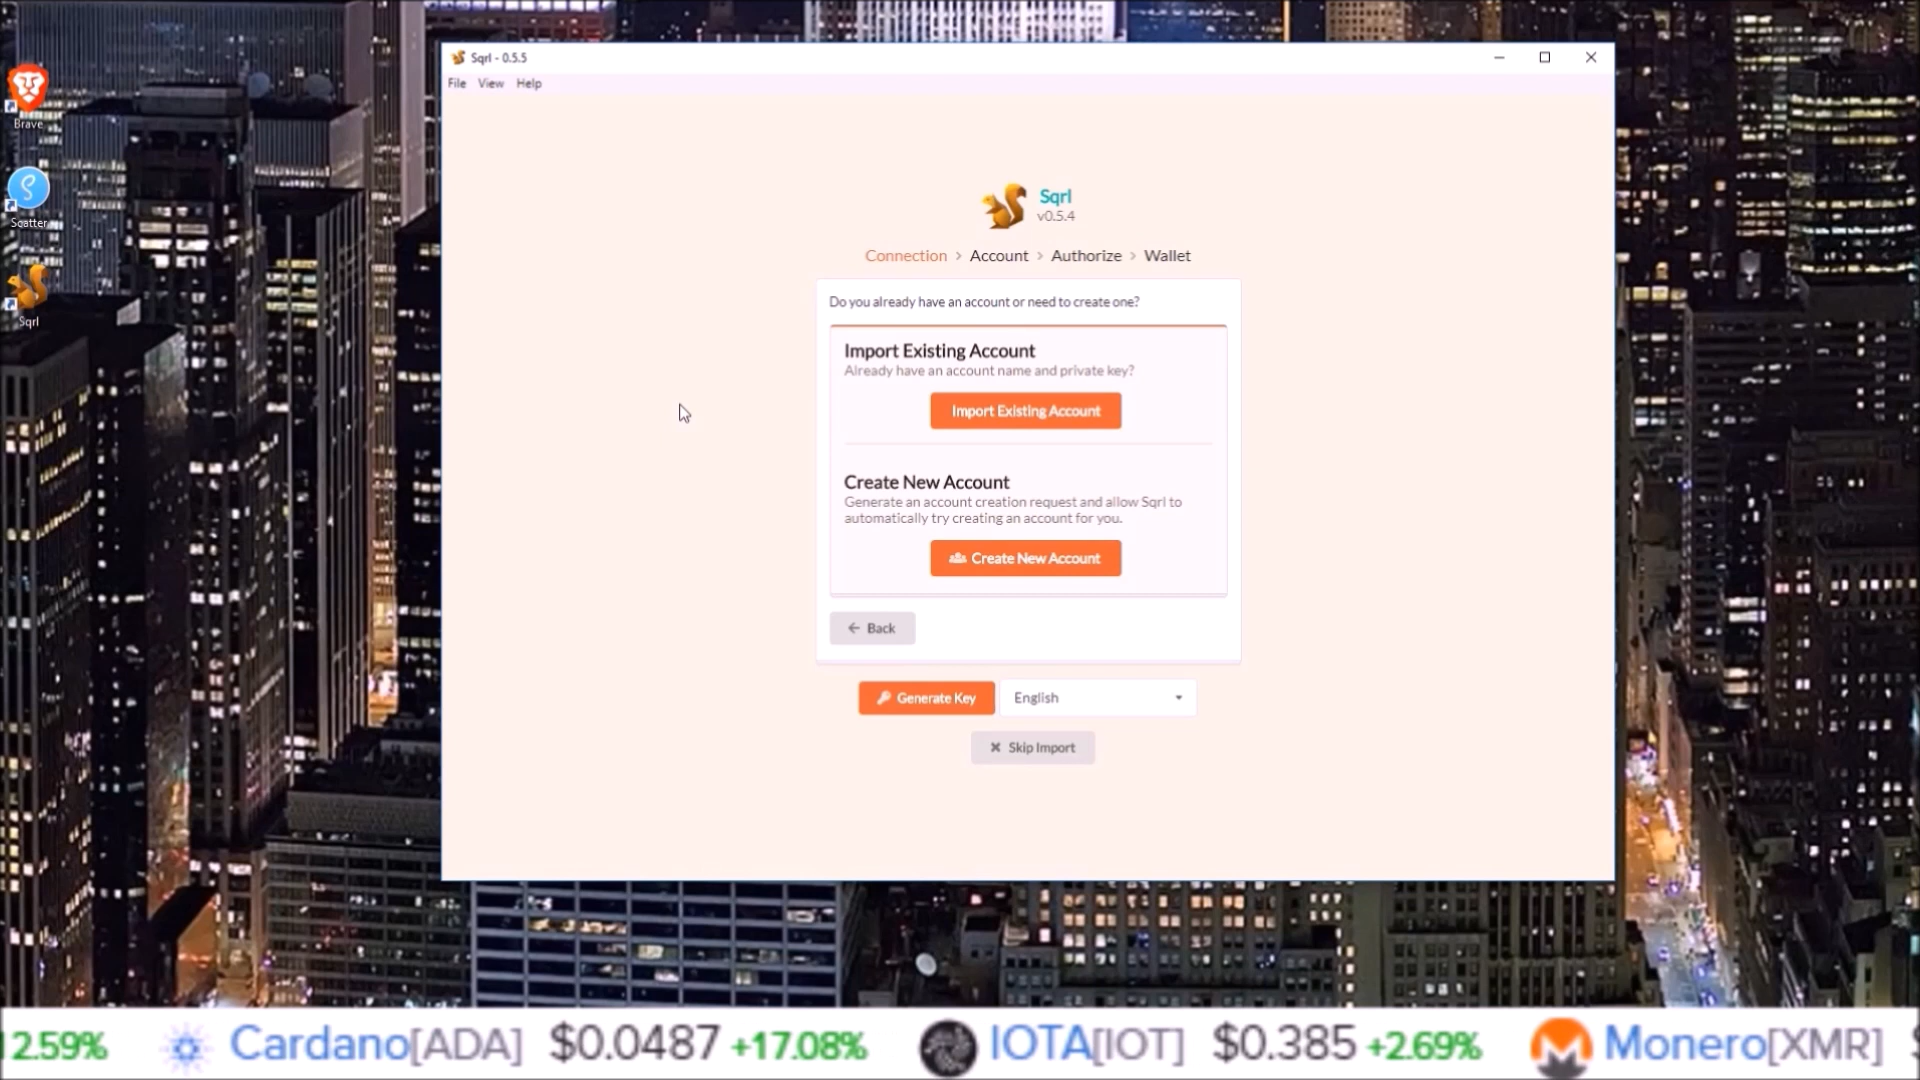 Sqrl - 0.5.5
File View Help
Brave
Scatter
Sqrl
Sqrl
v0.5.4
Connection > Account > Authorize > Wallet
Do you already have an account or need to create one?
Import Existing Account
Already have an account name and private key?
Import Existing Account
Create New Account
Generate an account creation request and allow Sqrl to
automatically try creating an account for you.
Create New Account
Back
Generate Key
English
Skip Import
12.59% Cardano[ADA] $0.0487 +17.08% IOTA[IOT] $0.385 +2.69% Monero[XMR] $